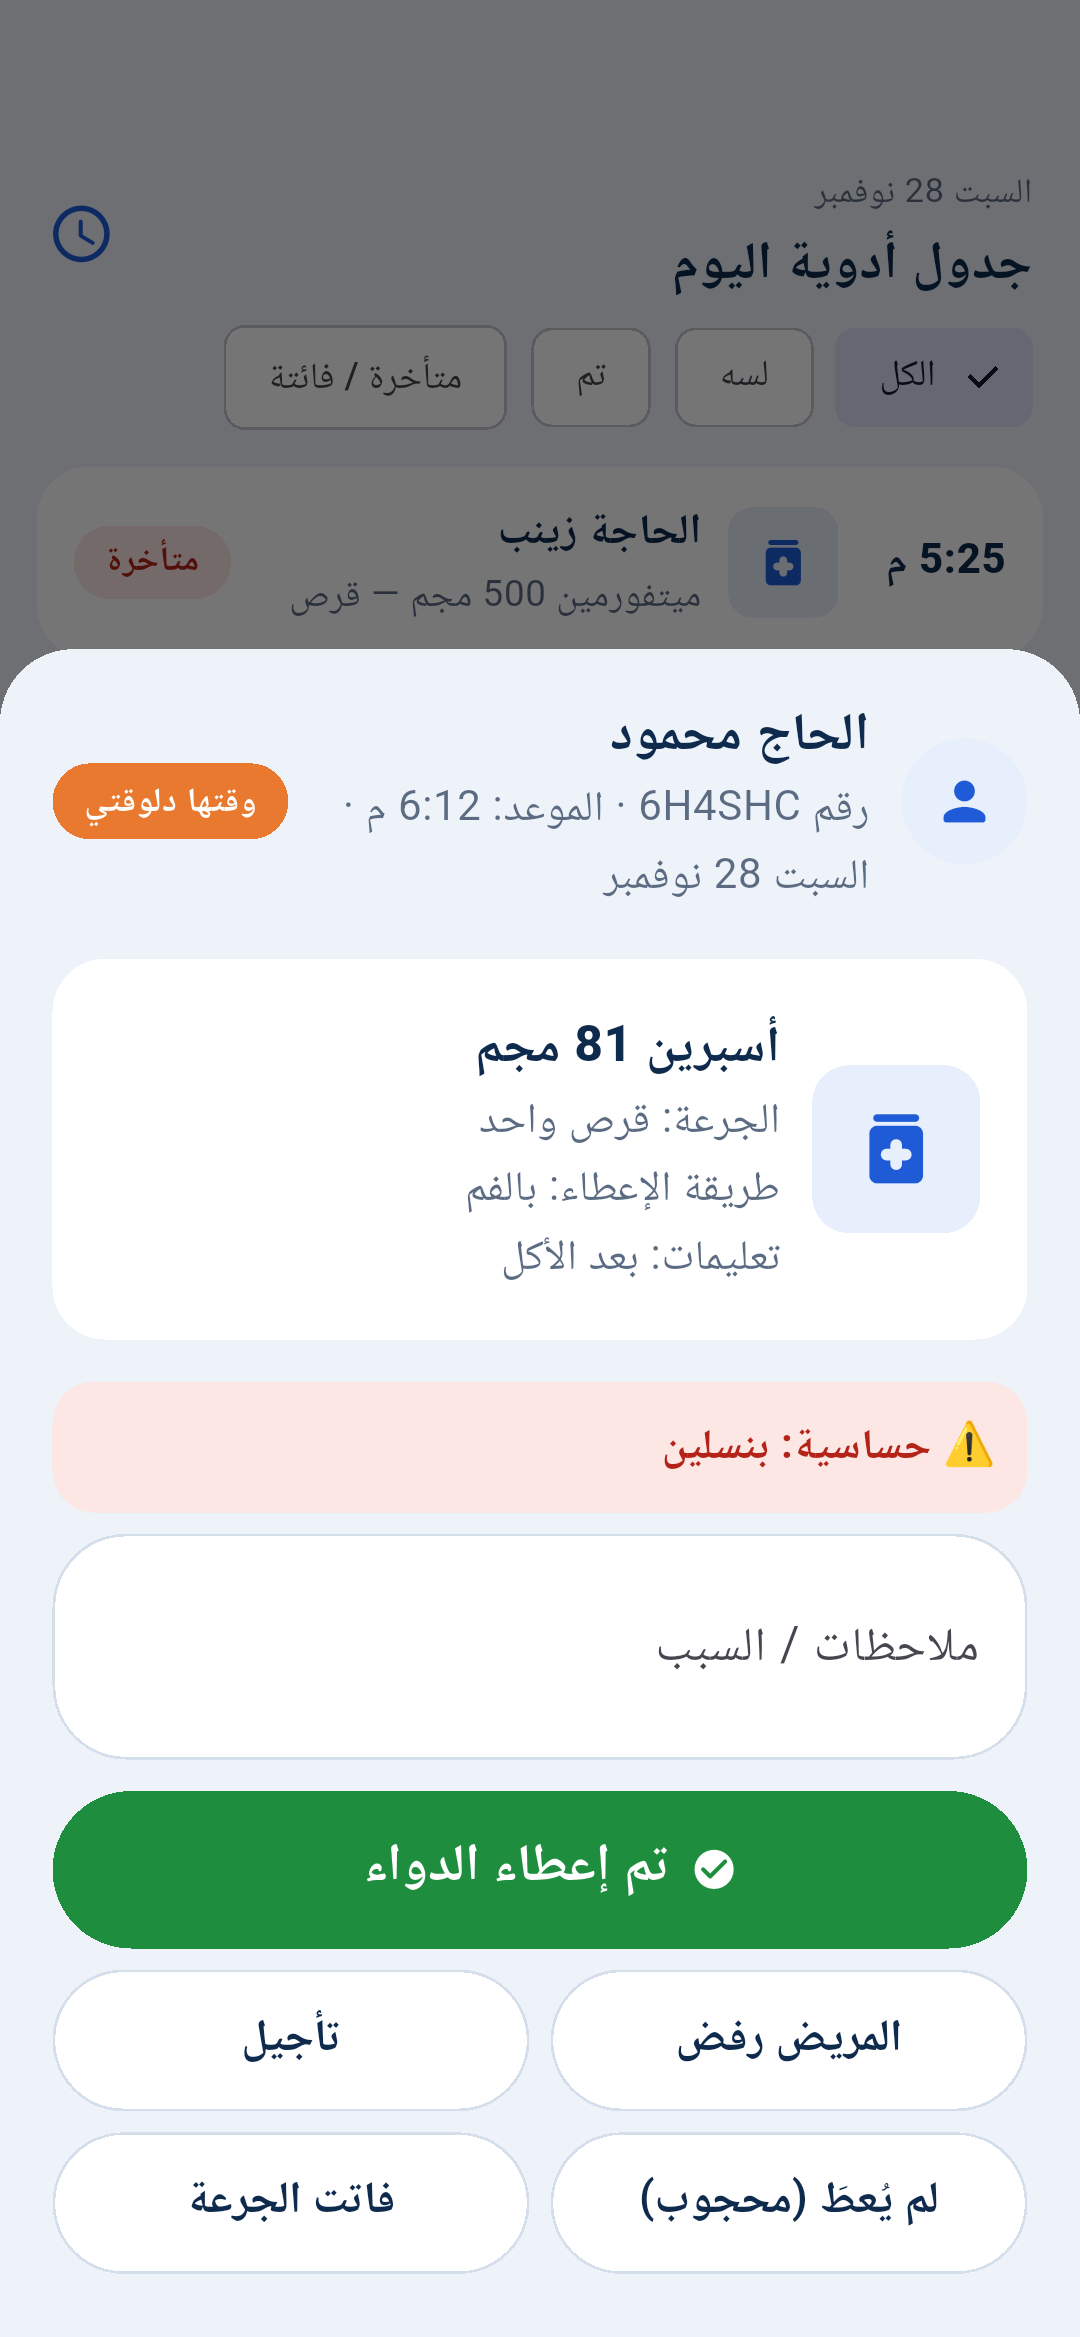 السبت 28 نوفمبر
جدول أدوية اليوم
الكل
لسه
تم
متأخرة / فائتة
5:25 م
الحاجة زينب
ميتفورمين 500 مجم — قرص
متأخرة
الحاج محمود
رقم 6H4SHC · الموعد: 6:12 م ·
السبت 28 نوفمبر
وقتها دلوقتي
أسبرين 81 مجم
الجرعة: قرص واحد
طريقة الإعطاء: بالفم
تعليمات: بعد الأكل
⚠️ حساسية: بنسلين
ملاحظات / السبب
تم إعطاء الدواء
المريض رفض
تأجيل
لم يُعطَ (محجوب)
فاتت الجرعة